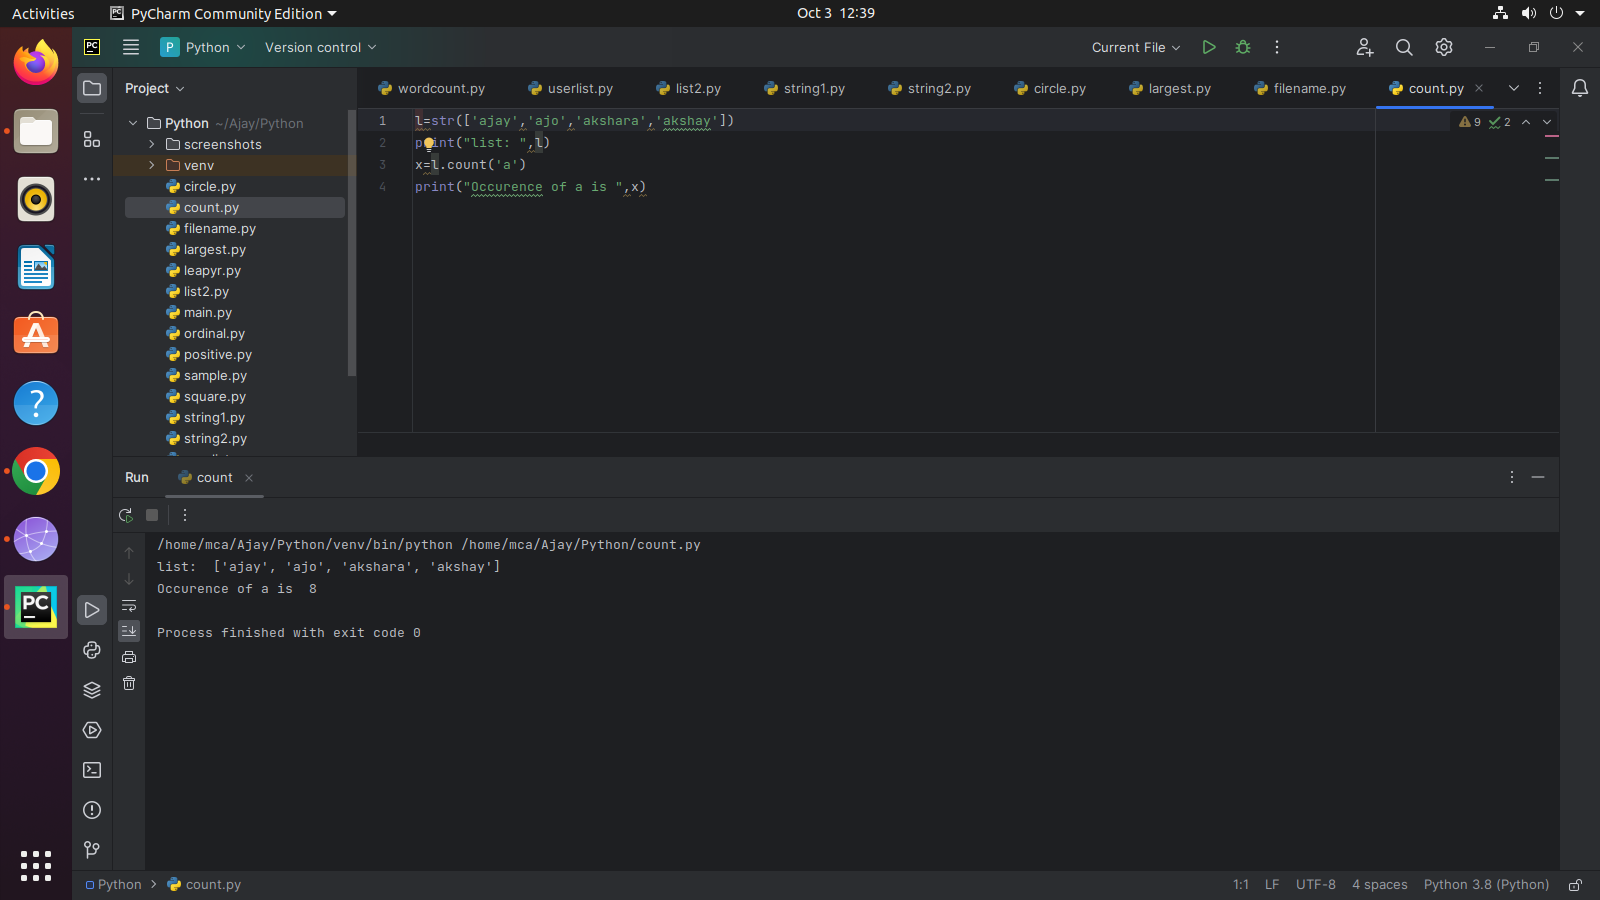 Activities
PyCharm Community Edition
Oct 3 12:39
PC
P Python
Version control
Current File
Project
wordcount.py
userlist.py
list2.py
string1.py
string2.py
circle.py
largest.py
filename.py
count.py
Python ~/Ajay/Python
screenshots
venv
circle.py
count.py
filename.py
largest.py
leapyr.py
list2.py
main.py
ordinal.py
positive.py
sample.py
square.py
string1.py
string2.py
1 l=str(['ajay','ajo','akshara','akshay'])
2 print("list: ",l)
3 x=l.count('a')
4 print("Occurence of a is ",x)
9 2
Run
count
/home/mca/Ajay/Python/venv/bin/python /home/mca/Ajay/Python/count.py
list:  ['ajay', 'ajo', 'akshara', 'akshay']
Occurence of a is  8
Process finished with exit code 0
PC
Python
count.py
1:1
LF
UTF-8
4 spaces
Python 3.8 (Python)